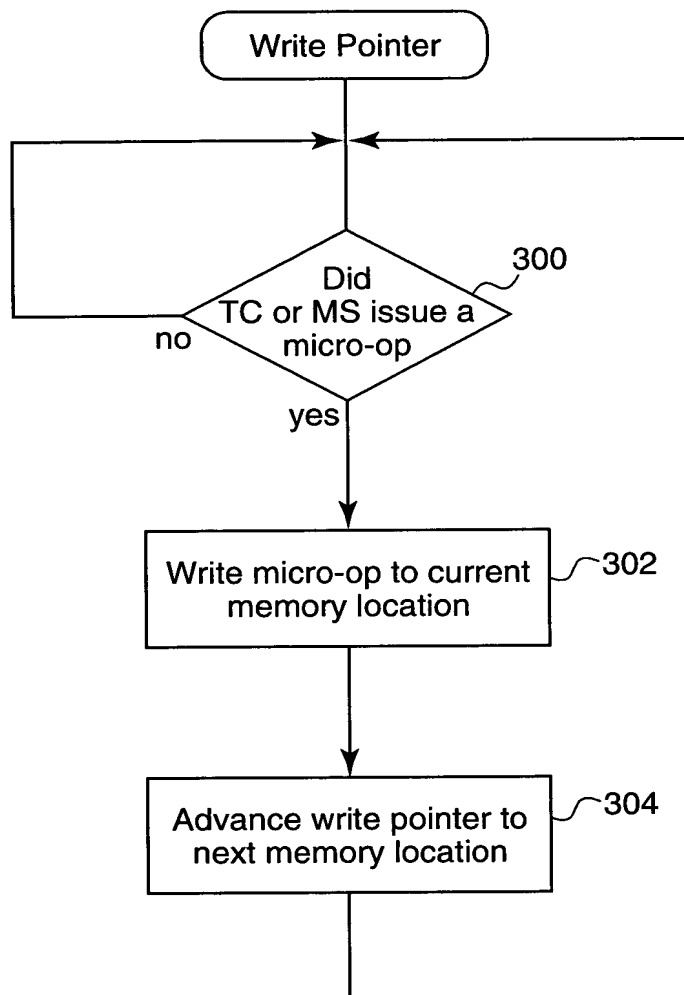 Write Pointer
300
Did
TC or MS issue a
micro-op
no
yes
Write micro-op to current
memory location
302
Advance write pointer to
next memory location
304